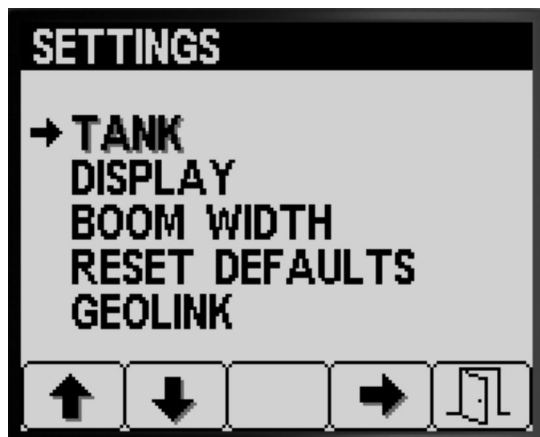 SETTINGS
TANK
DISPLAY
BOOM WIDTH
RESET DEFAULTS
GEOLINK